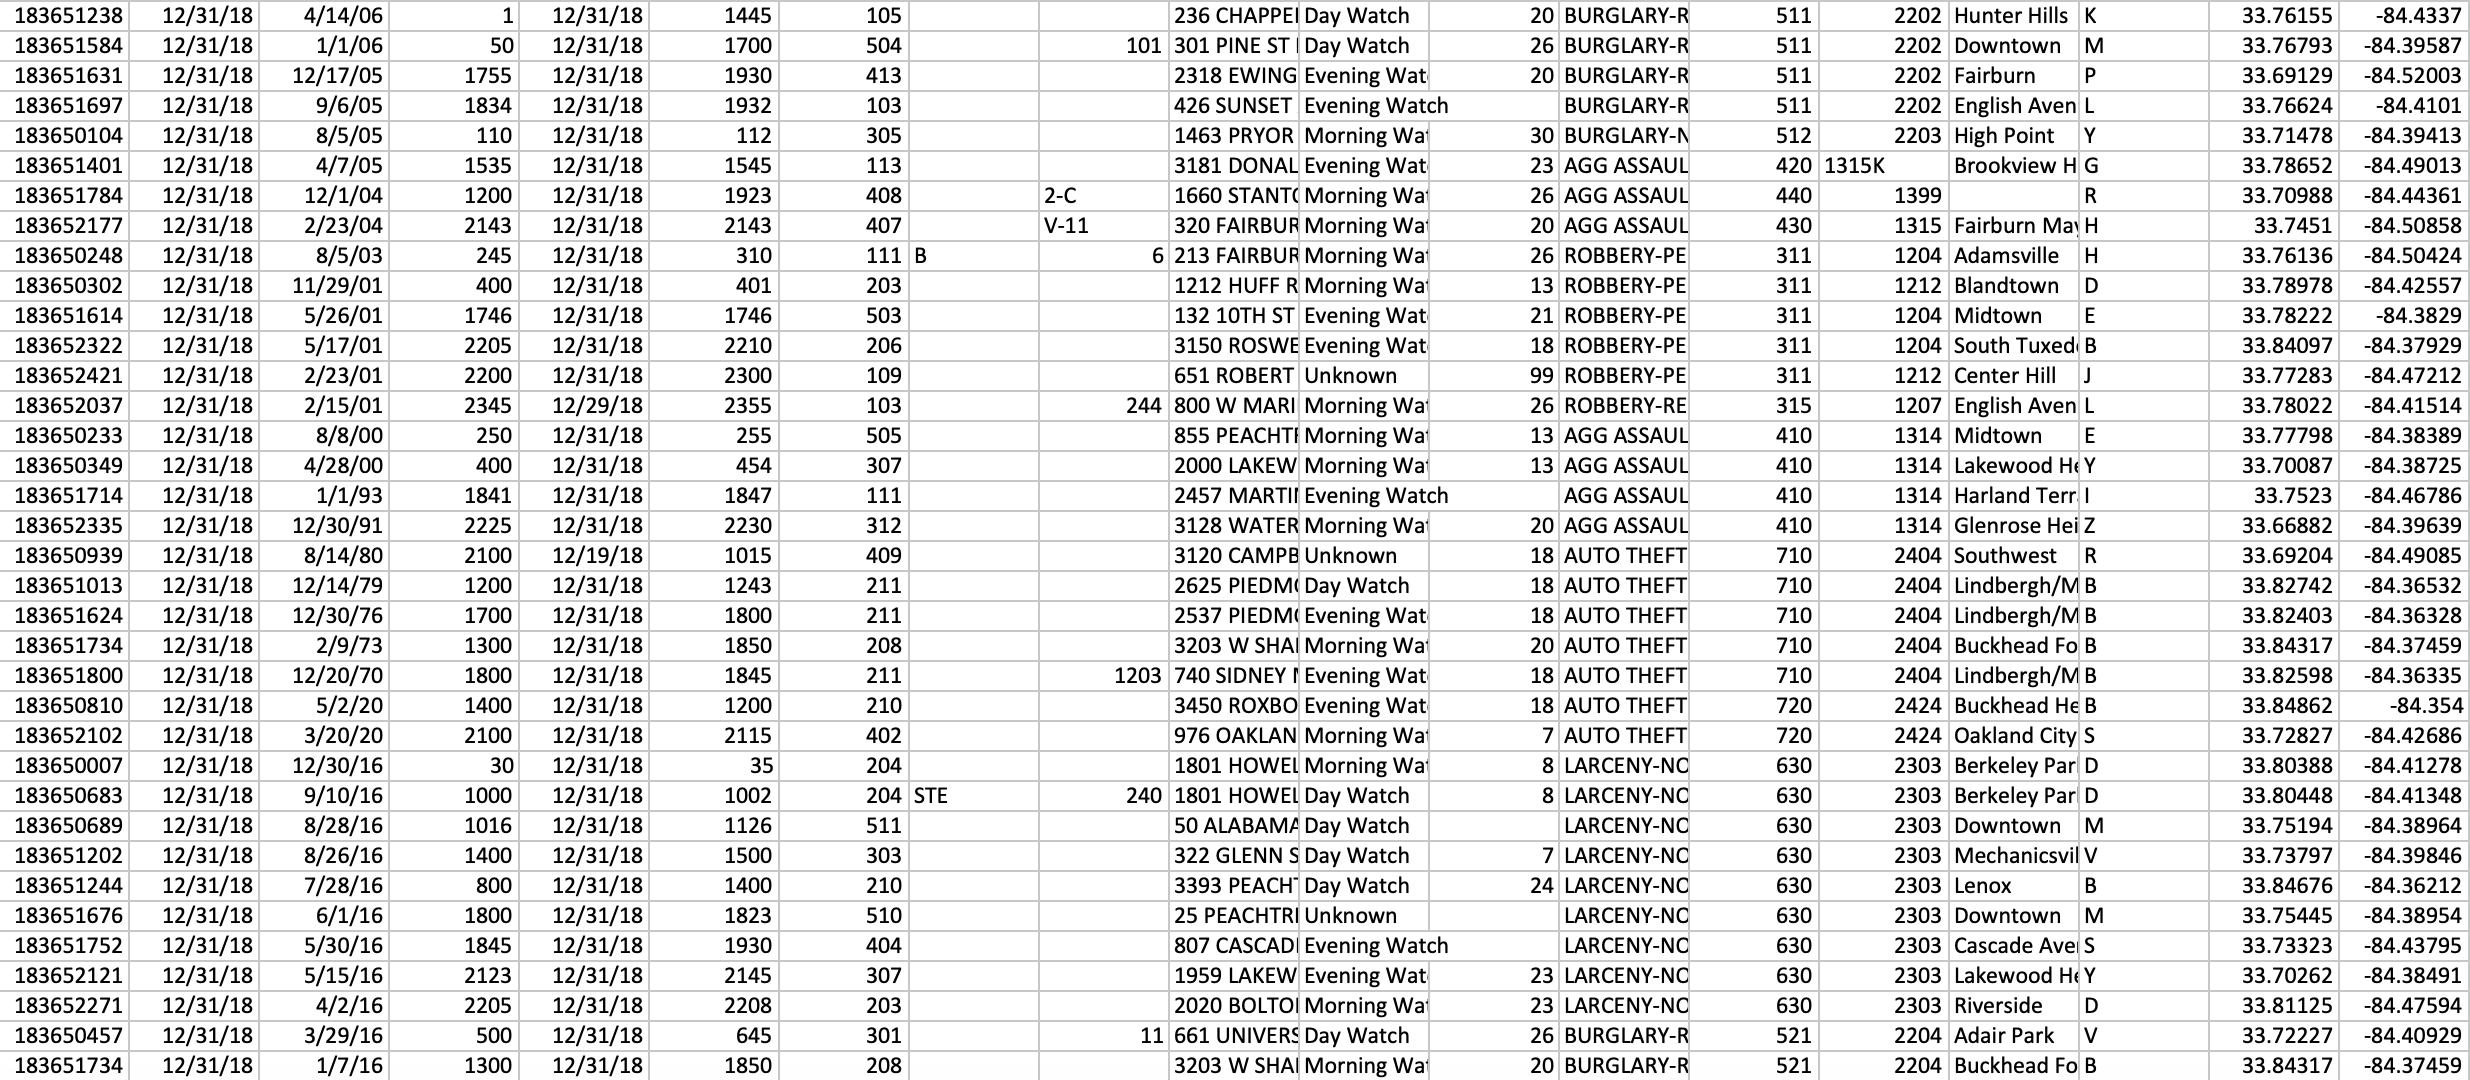 183651238 12/31/18 4/14/06 1 12/31/18 1445 105 236 CHAPPE Day Watch 20 BURGLARY-R 511 2202 Hunter Hills K 33.76155 -84.4337
183651584 12/31/18 1/1/06 50 12/31/18 1700 504 101 301 PINE ST Day Watch 26 BURGLARY-R 511 2202 Downtown M 33.76793 -84.39587
183651631 12/31/18 12/17/05 1755 12/31/18 1930 413 2318 EWING Evening Wat 20 BURGLARY-R 511 2202 Fairburn P 33.69129 -84.52003
183651697 12/31/18 9/6/05 1834 12/31/18 1932 103 426 SUNSET Evening Watch BURGLARY-R 511 2202 English Aven L 33.76624 -84.4101
183650104 12/31/18 8/5/05 110 12/31/18 112 305 1463 PRYOR Morning Wat 30 BURGLARY-N 512 2203 High Point Y 33.71478 -84.39413
183651401 12/31/18 4/7/05 1535 12/31/18 1545 113 3181 DONAL Evening Wat 23 AGG ASSAUL 420 1315K Brookview H G 33.78652 -84.49013
183651784 12/31/18 12/1/04 1200 12/31/18 1923 408 2-C 1660 STANT Morning Wat 26 AGG ASSAUL 440 1399 R 33.70988 -84.44361
183652177 12/31/18 2/23/04 2143 12/31/18 2143 407 V-11 320 FAIRBUR Morning Wat 20 AGG ASSAUL 430 1315 Fairburn May H 33.7451 -84.50858
183650248 12/31/18 8/5/03 245 12/31/18 310 111 B 6 213 FAIRBUR Morning Wat 26 ROBBERY-PE 311 1204 Adamsville H 33.76136 -84.50424
183650302 12/31/18 11/29/01 400 12/31/18 401 203 1212 HUFF R Morning Wat 13 ROBBERY-PE 311 1212 Blandtown D 33.78978 -84.42557
183651614 12/31/18 5/26/01 1746 12/31/18 1746 503 132 10TH ST Evening Wat 21 ROBBERY-PE 311 1204 Midtown E 33.78222 -84.3829
183652322 12/31/18 5/17/01 2205 12/31/18 2210 206 3150 ROSWE Evening Wat 18 ROBBERY-PE 311 1204 South Tuxed B 33.84097 -84.37929
183652421 12/31/18 2/23/01 2200 12/31/18 2300 109 651 ROBERT Unknown 99 ROBBERY-PE 311 1212 Center Hill J 33.77283 -84.47212
183652037 12/31/18 2/15/01 2345 12/29/18 2355 103 244 800 W MARI Morning Wat 26 ROBBERY-RE 315 1207 English Aven L 33.78022 -84.41514
183650233 12/31/18 8/8/00 250 12/31/18 255 505 855 PEACHT Morning Wat 13 AGG ASSAUL 410 1314 Midtown E 33.77798 -84.38389
183650349 12/31/18 4/28/00 400 12/31/18 454 307 2000 LAKEW Morning Wat 13 AGG ASSAUL 410 1314 Lakewood He Y 33.70087 -84.38725
183651714 12/31/18 1/1/93 1841 12/31/18 1847 111 2457 MARTI Evening Watch AGG ASSAUL 410 1314 Harland Terr I 33.7523 -84.46786
183652335 12/31/18 12/30/91 2225 12/31/18 2230 312 3128 WATER Morning Wat 20 AGG ASSAUL 410 1314 Glenrose Hei Z 33.66882 -84.39639
183650939 12/31/18 8/14/80 2100 12/19/18 1015 409 3120 CAMPB Unknown 18 AUTO THEFT 710 2404 Southwest R 33.69204 -84.49085
183651013 12/31/18 12/14/79 1200 12/31/18 1243 211 2625 PIEDM Day Watch 18 AUTO THEFT 710 2404 Lindbergh/M B 33.82742 -84.36532
183651624 12/31/18 12/30/76 1700 12/31/18 1800 211 2537 PIEDM Evening Wat 18 AUTO THEFT 710 2404 Lindbergh/M B 33.82403 -84.36328
183651734 12/31/18 2/9/73 1300 12/31/18 1850 208 3203 W SHA Morning Wat 20 AUTO THEFT 710 2404 Buckhead Fo B 33.84317 -84.37459
183651800 12/31/18 12/20/70 1800 12/31/18 1845 211 1203 740 SIDNEY Evening Wat 18 AUTO THEFT 710 2404 Lindbergh/M B 33.82598 -84.36335
183650810 12/31/18 5/2/20 1400 12/31/18 1200 210 3450 ROXBO Evening Wat 18 AUTO THEFT 720 2424 Buckhead He B 33.84862 -84.354
183652102 12/31/18 3/20/20 2100 12/31/18 2115 402 976 OAKLAN Morning Wat 7 AUTO THEFT 720 2424 Oakland City S 33.72827 -84.42686
183650007 12/31/18 12/30/16 30 12/31/18 35 204 1801 HOWEL Morning Wat 8 LARCENY-NO 630 2303 Berkeley Par D 33.80388 -84.41278
183650683 12/31/18 9/10/16 1000 12/31/18 1002 204 STE 240 1801 HOWEL Day Watch 8 LARCENY-NO 630 2303 Berkeley Par D 33.80448 -84.41348
183650689 12/31/18 8/28/16 1016 12/31/18 1126 511 50 ALABAMA Day Watch LARCENY-NO 630 2303 Downtown M 33.75194 -84.38964
183651202 12/31/18 8/26/16 1400 12/31/18 1500 303 322 GLENN S Day Watch 7 LARCENY-NO 630 2303 Mechanicsvil V 33.73797 -84.39846
183651244 12/31/18 7/28/16 800 12/31/18 1400 210 3393 PEACHT Day Watch 24 LARCENY-NO 630 2303 Lenox B 33.84676 -84.36212
183651676 12/31/18 6/1/16 1800 12/31/18 1823 510 25 PEACHTR Unknown LARCENY-NO 630 2303 Downtown M 33.75445 -84.38954
183651752 12/31/18 5/30/16 1845 12/31/18 1930 404 807 CASCAD Evening Watch LARCENY-NO 630 2303 Cascade Ave S 33.73323 -84.43795
183652121 12/31/18 5/15/16 2123 12/31/18 2145 307 1959 LAKEW Evening Wat 23 LARCENY-NO 630 2303 Lakewood He Y 33.70262 -84.38491
183652271 12/31/18 4/2/16 2205 12/31/18 2208 203 2020 BOLTO Morning Wat 23 LARCENY-NO 630 2303 Riverside D 33.81125 -84.47594
183650457 12/31/18 3/29/16 500 12/31/18 645 301 11 661 UNIVERS Day Watch 26 BURGLARY-R 521 2204 Adair Park V 33.72227 -84.40929
183651734 12/31/18 1/7/16 1300 12/31/18 1850 208 3203 W SHA Morning Wat 20 BURGLARY-R 521 2204 Buckhead Fo B 33.84317 -84.37459